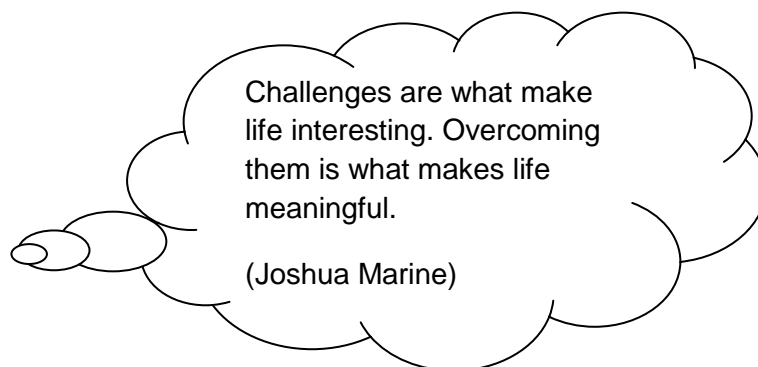 Challenges are what make
life interesting. Overcoming
them is what makes life
meaningful.
(Joshua Marine)